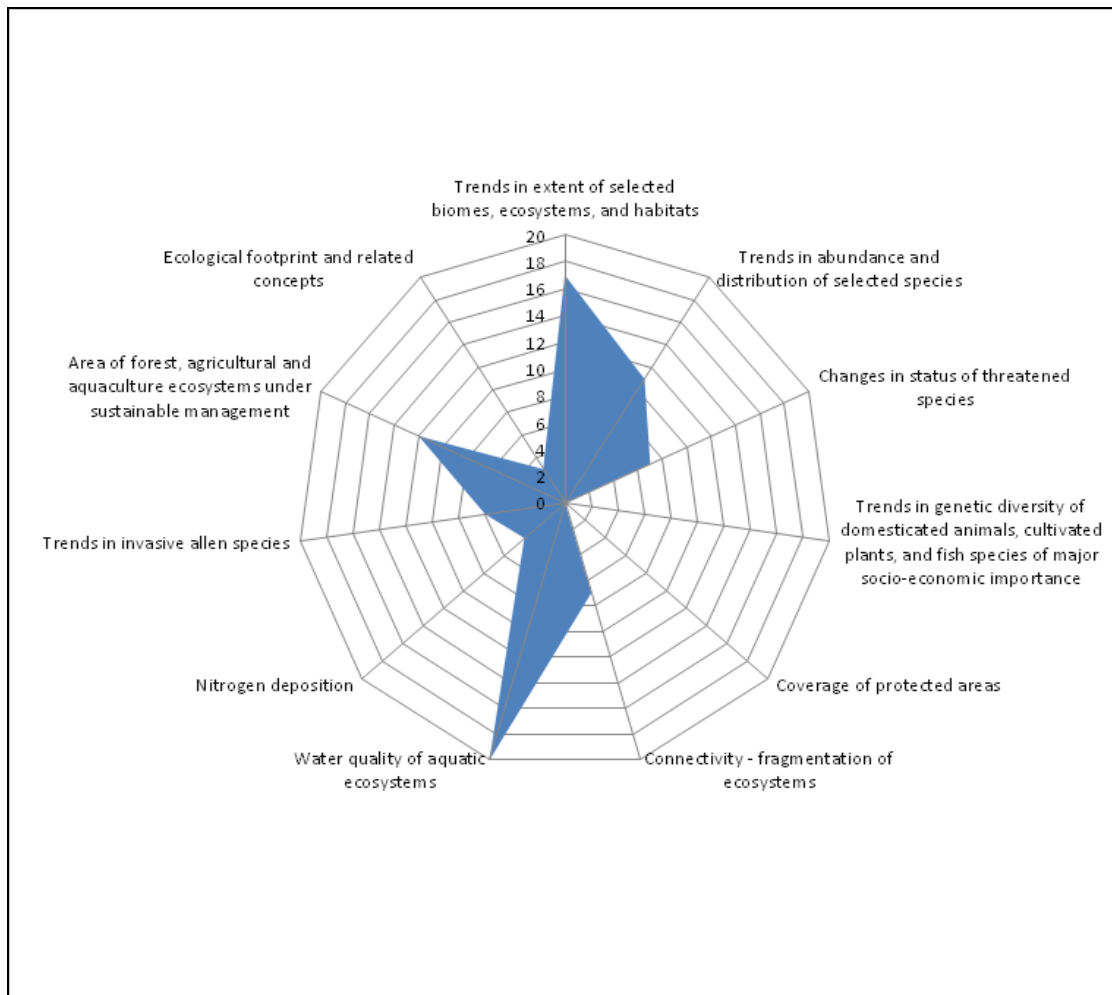 Trends in extent of selected
biomes, ecosystems, and habitats
Trends in abundance and
distribution of selected species
Changes in status of threatened
species
Trends in genetic diversity of
domesticated animals, cultivated
plants, and fish species of major
socio-economic importance
Coverage of protected areas
Connectivity - fragmentation of
ecosystems
Water quality of aquatic
ecosystems
Nitrogen deposition
Trends in invasive allen species
Area of forest, agricultural and
aquaculture ecosystems under
sustainable management
Ecological footprint and related
concepts
20
18
16
14
12
10
8
6
4
2
0